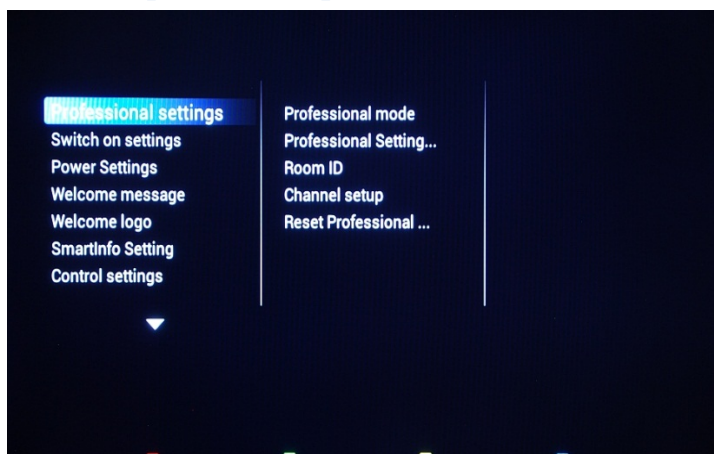 Professional settings
Switch on settings
Power Settings
Welcome message
Welcome logo
SmartInfo Setting
Control settings
Professional mode
Professional Setting...
Room ID
Channel setup
Reset Professional ...